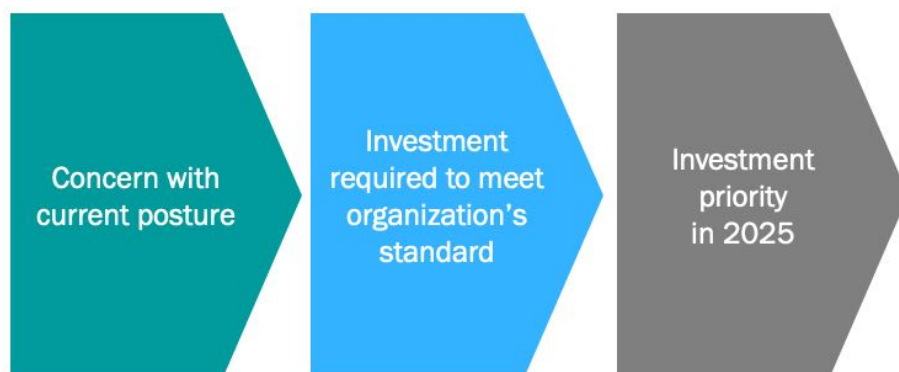 Concern with
current posture
Investment
required to meet
organization's
standard
Investment
priority
in 2025